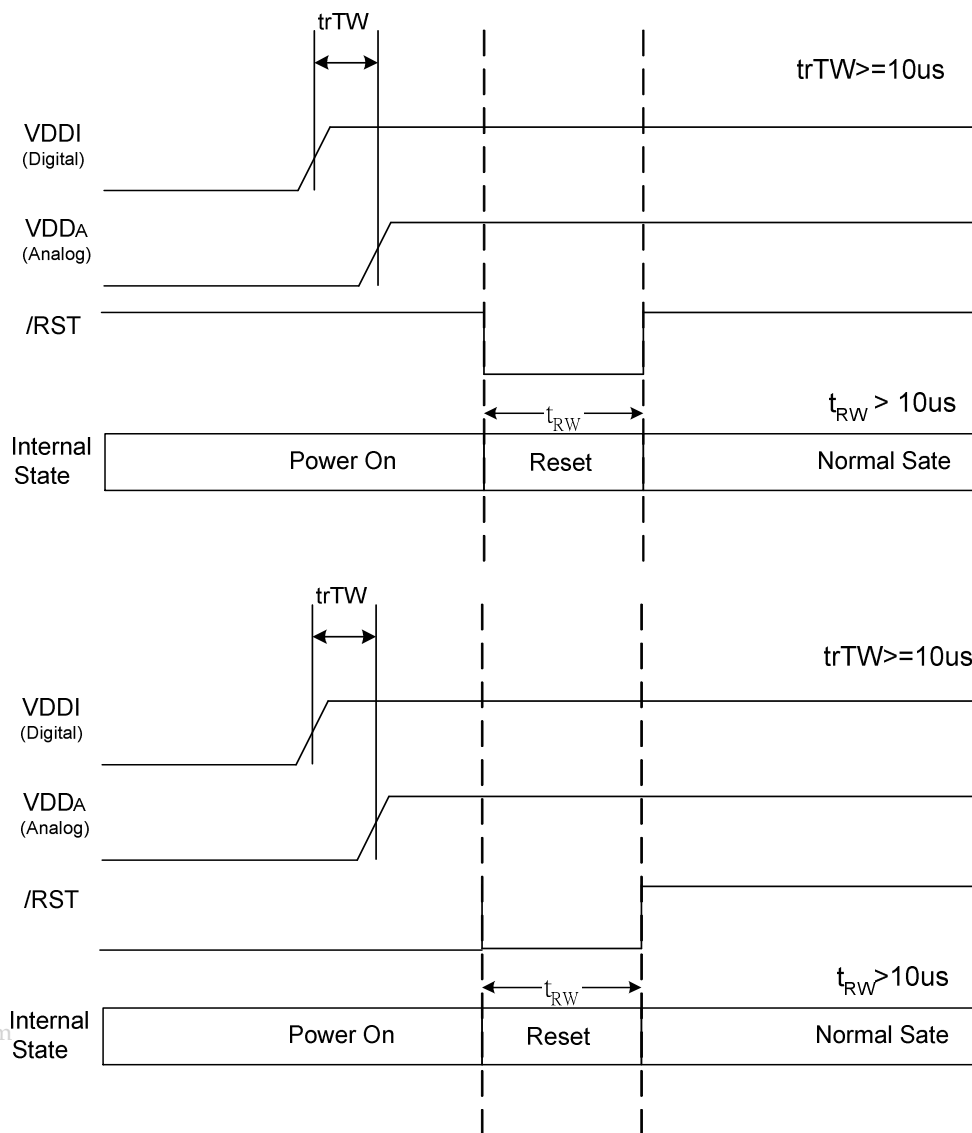 trTW
trTW>=10us
VDDI
(Digital)
VDDA
(Analog)
/RST
tRW
tRW > 10us
Internal
State
Power On
Reset
Normal Sate
trTW
trTW>=10us
VDDI
(Digital)
VDDA
(Analog)
/RST
tRW
tRW>10us
Internal
State
Power On
Reset
Normal Sate